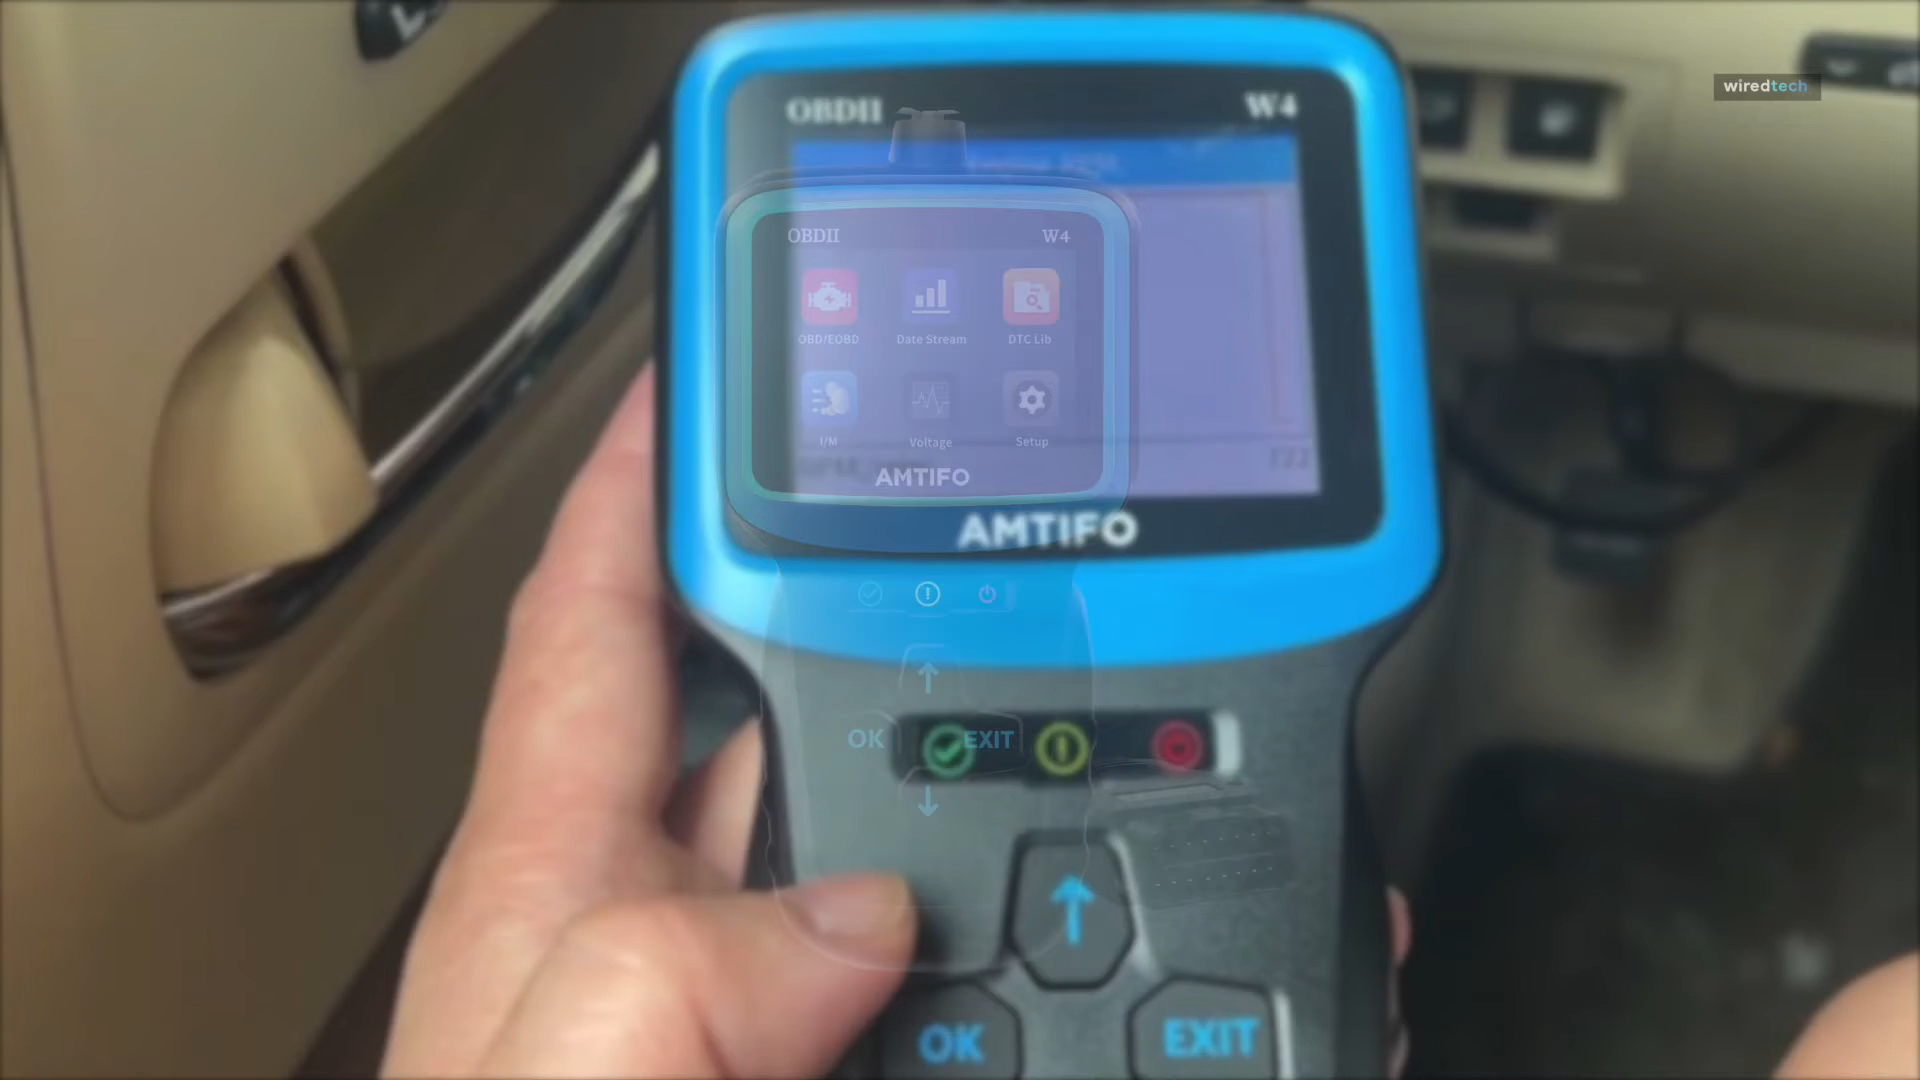 OBDII W4
wiredtech
OBDII W4
OBD/EOBD Date Stream DTC Lib
I/M Voltage Setup
AMTIFO
AMTIFO
OK EXIT
OK EXIT